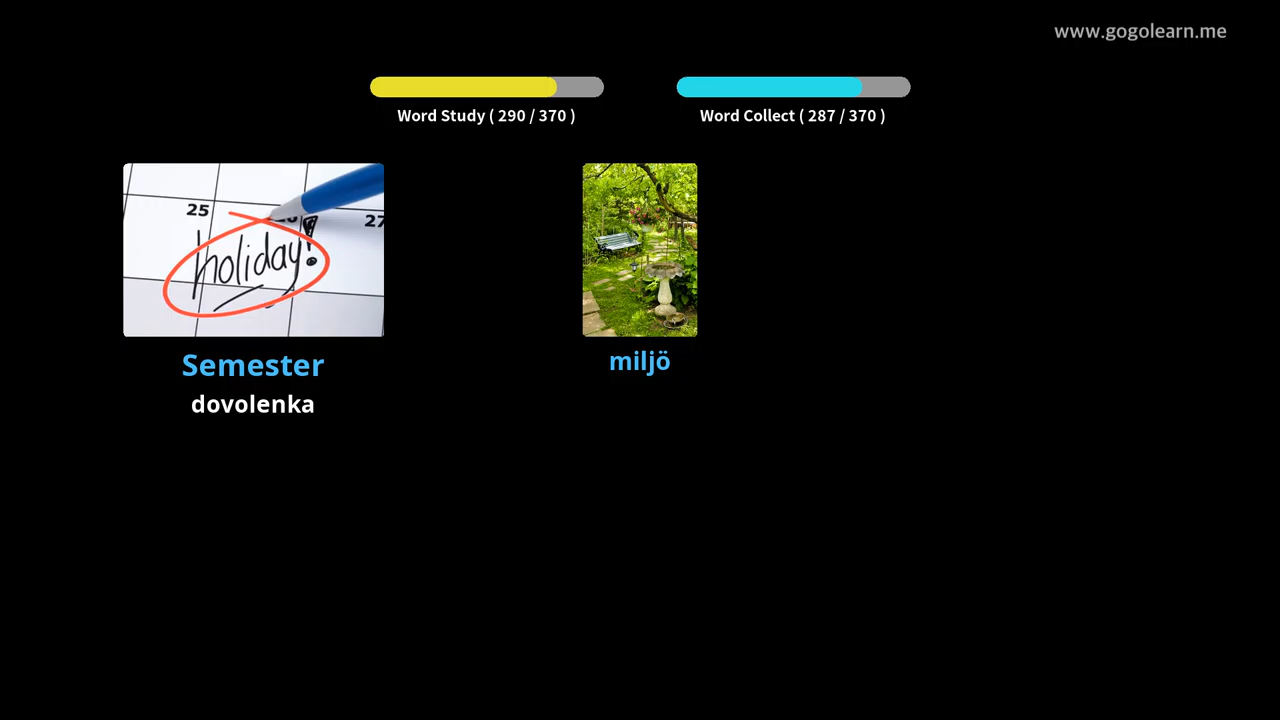 www.gogolearn.me
Word Study ( 290 / 370 )
Word Collect ( 287 / 370 )
25
27
holiday!
Semester
dovolenka
miljö